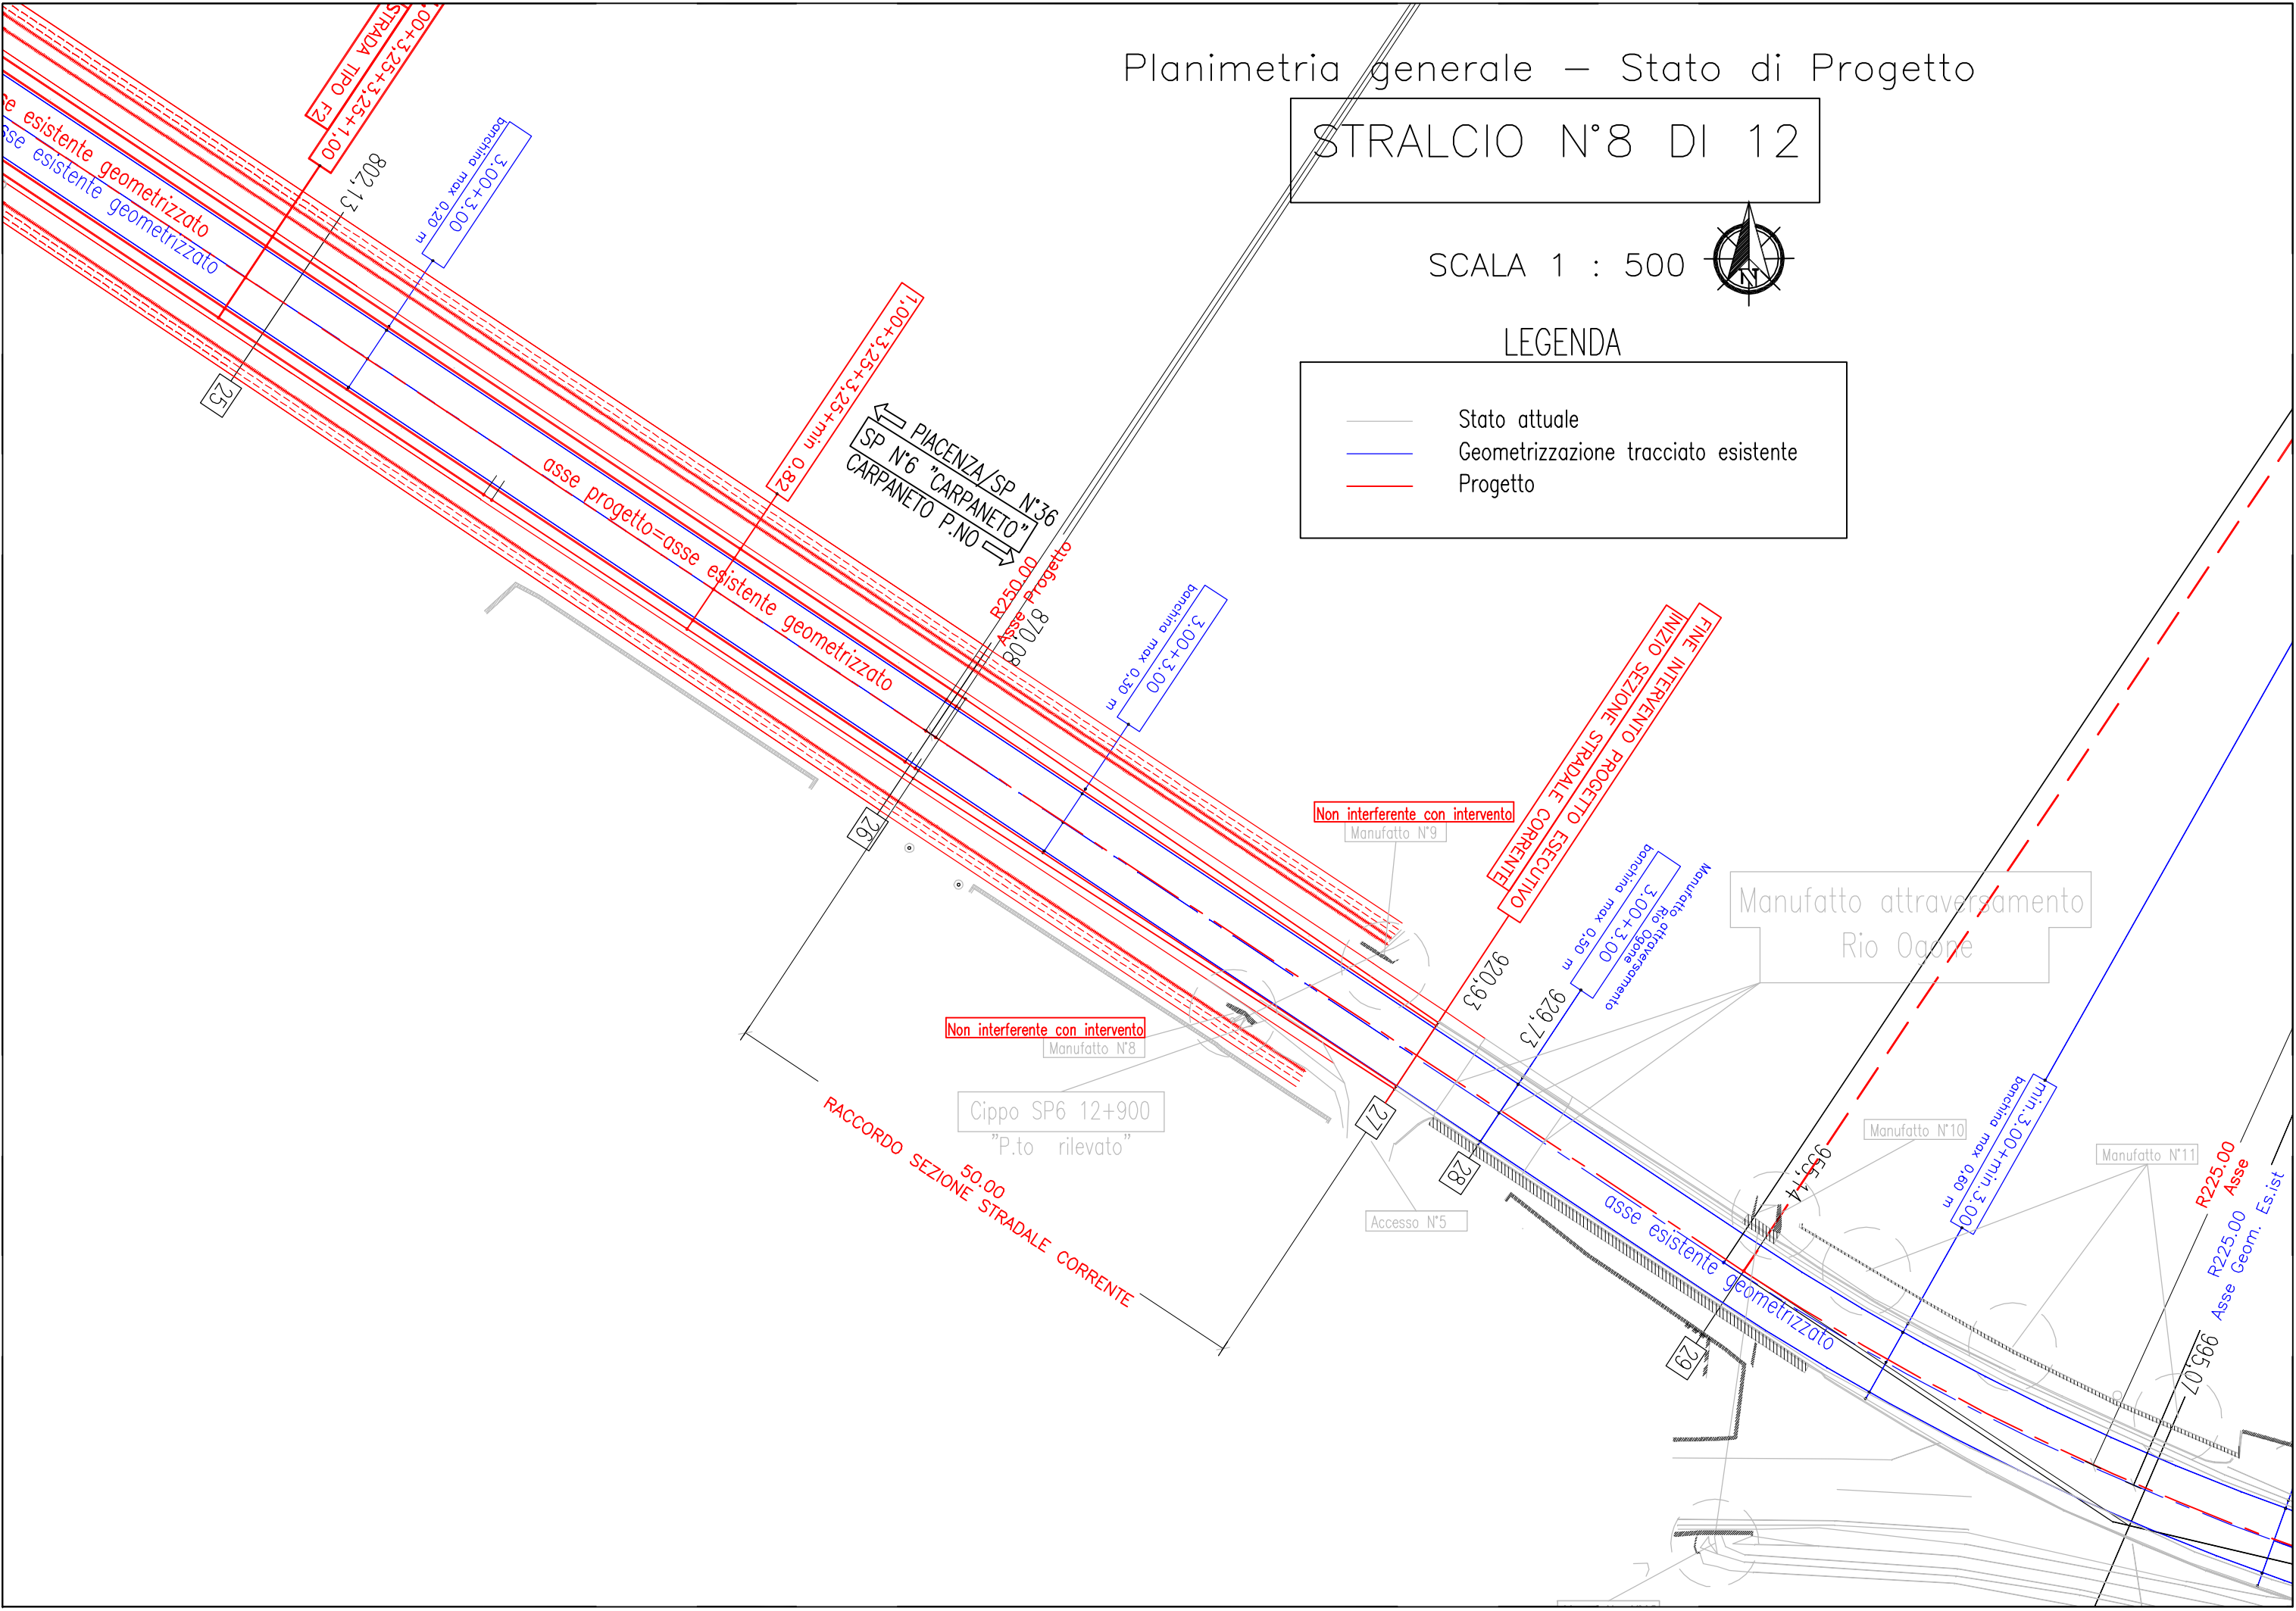 Planimetria generale – Stato di Progetto
STRALCIO N°8 DI 12
SCALA 1 : 500
N
LEGENDA
Stato attuale
Geometrizzazione tracciato esistente
Progetto
STRADA TIPO F2
,00+3,25+3,25+1,00
802,13
banchina max 0,20 m
3.00+3.00
esistente geometrizzato
esistente geometrizzato
25
1,00+3,25+3,25+min 0.82
PIACENZA/SP N°36
SP N°6 "CARPANETO"
CARPANETO P.NO
asse progetto=asse esistente geometrizzato
R250.00
Asse Progetto
870,08
26
banchina max 0,30 m
3.00+3.00
INIZIO SEZIONE STRADALE CORRENTE
FINE INTERVENTO PROGETTO ESECUTIVO
Non interferente con intervento
Manufatto N°9
920,93
banchina max 0,50 m
3.00+3.00
Rio Ogone
Manufatto attraversamento
929,73
Manufatto attraversamento
Rio Ogone
Non interferente con intervento
Manufatto N°8
Cippo SP6 12+900
"P.to rilevato"
50.00
RACCORDO SEZIONE STRADALE CORRENTE
27
28
Accesso N°5
955,14
Manufatto N°10
banchina max 0,60 m
min.3.00+min.3.00
Manufatto N°11
R225.00
Asse
R225.00
Asse Geom. Es.ist
asse esistente geometrizzato
29
995,07